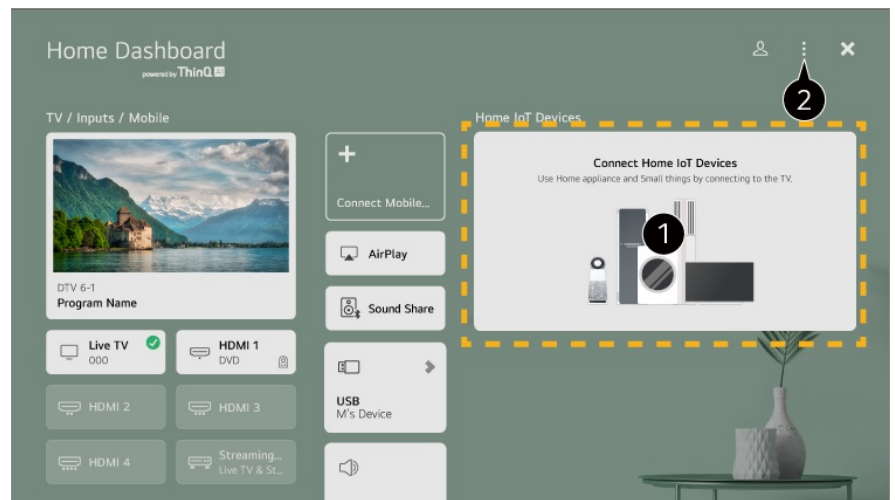 Home Dashboard
powered by ThinQ AI
2
TV / Inputs / Mobile
Home IoT Devices
DTV 6-1
Program Name
Live TV
000
HDMI 1
DVD
HDMI 2
HDMI 3
HDMI 4
Streaming...
Live TV & St...
Connect Mobile...
AirPlay
Sound Share
USB
M's Device
Connect Home IoT Devices
Use Home appliance and Small things by connecting to the TV.
1